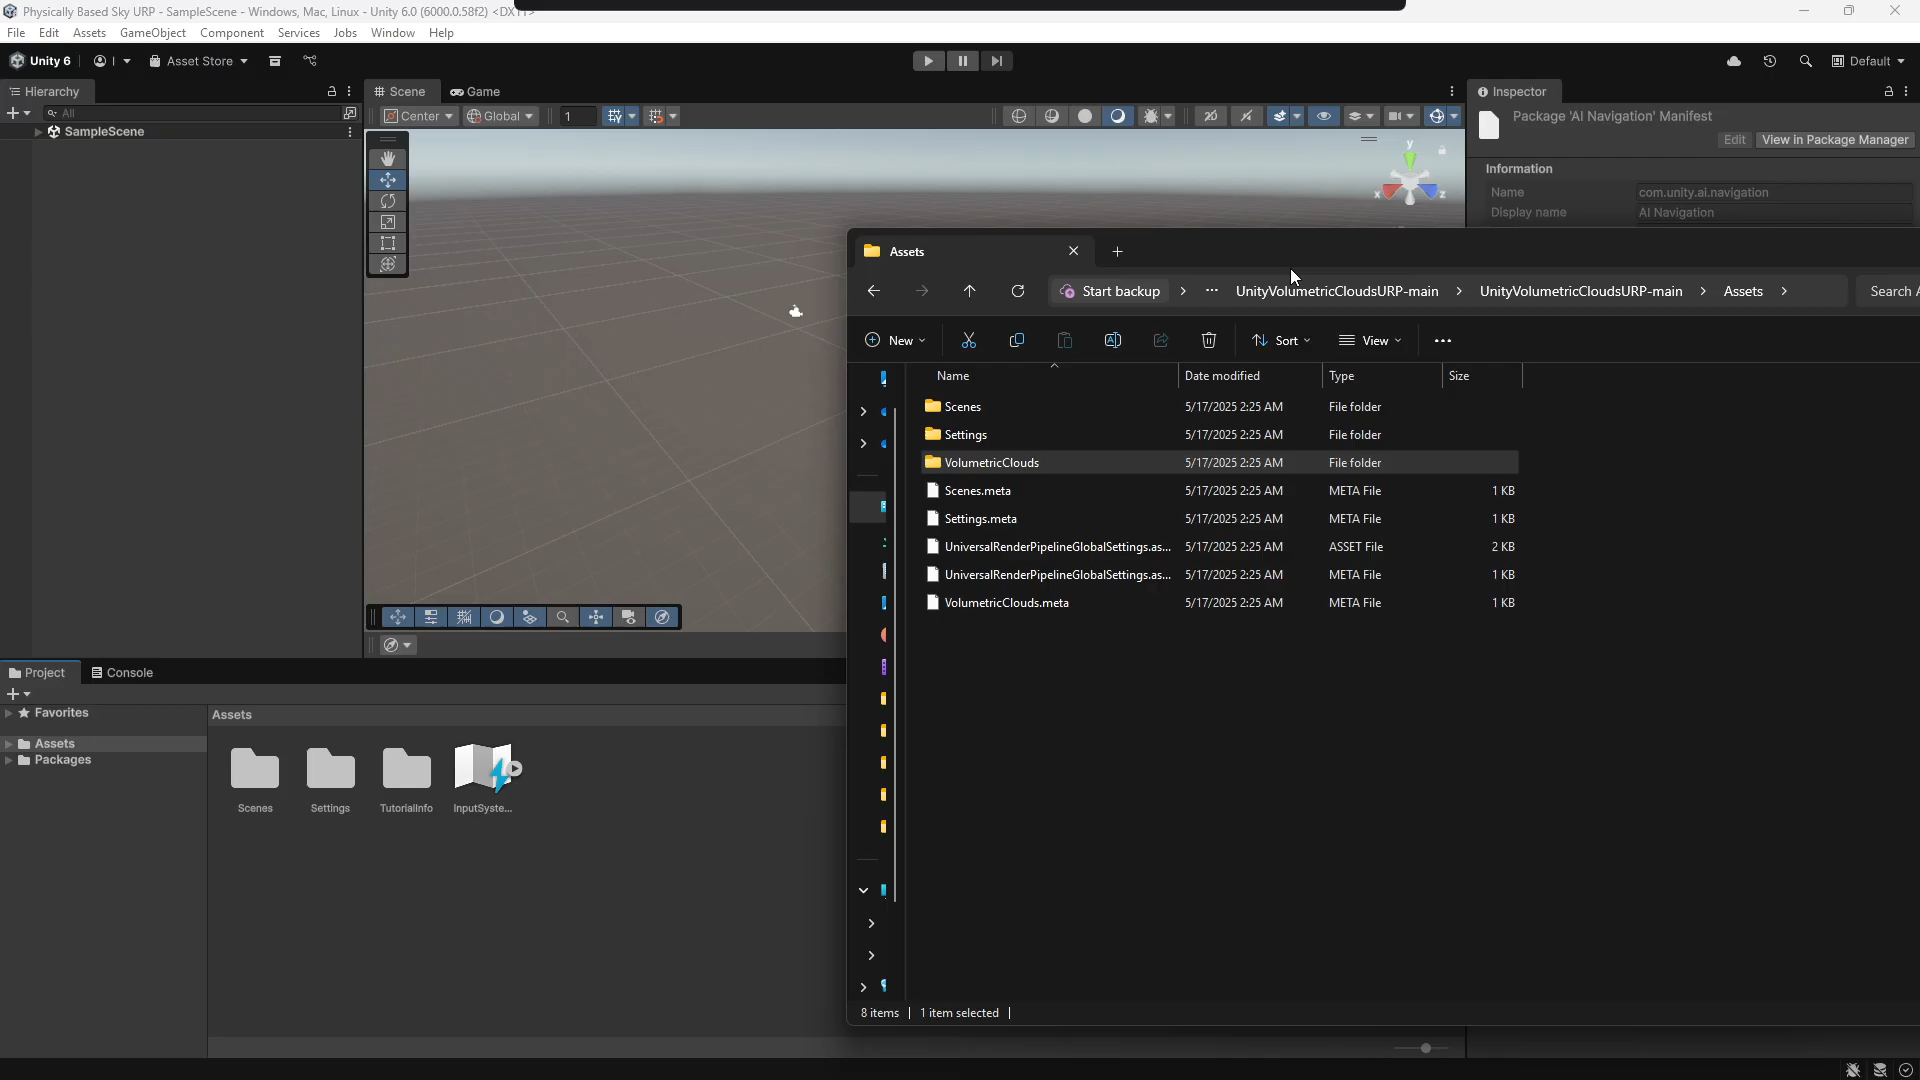 Physically Based Sky URP - SampleScene - Windows, Mac, Linux - Unity 6.0 (6000.0.58f2) <DX11>
File Edit Assets GameObject Component Services Jobs Window Help
Unity 6 Asset Store Default
Hierarchy Scene Game Inspector
All Center Global 1
SampleScene
Package 'AI Navigation' Manifest
Edit View in Package Manager
Information
Name com.unity.ai.navigation
Display name AI Navigation
y
x z
Assets
Start backup UnityVolumetricCloudsURP-main UnityVolumetricCloudsURP-main Assets Search A
New Sort View
Name Date modified Type Size
Scenes 5/17/2025 2:25 AM File folder
Settings 5/17/2025 2:25 AM File folder
VolumetricClouds 5/17/2025 2:25 AM File folder
Scenes.meta 5/17/2025 2:25 AM META File 1 KB
Settings.meta 5/17/2025 2:25 AM META File 1 KB
UniversalRenderPipelineGlobalSettings.as... 5/17/2025 2:25 AM ASSET File 2 KB
UniversalRenderPipelineGlobalSettings.as... 5/17/2025 2:25 AM META File 1 KB
VolumetricClouds.meta 5/17/2025 2:25 AM META File 1 KB
8 items 1 item selected
Project Console
Favorites
Assets
Packages
Assets
Scenes Settings TutorialInfo InputSyste...